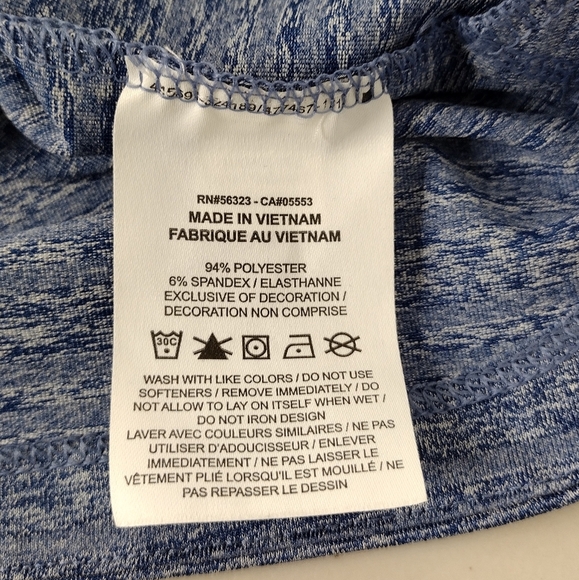 RN#56323 - CA#05553
MADE IN VIETNAM
FABRIQUE AU VIETNAM
94% POLYESTER
6% SPANDEX / ELASTHANNE
EXCLUSIVE OF DECORATION /
DECORATION NON COMPRISE
30C
WASH WITH LIKE COLORS / DO NOT USE
SOFTENERS / REMOVE IMMEDIATELY / DO
NOT ALLOW TO LAY ON ITSELF WHEN WET /
DO NOT IRON DESIGN
LAVER AVEC COULEURS SIMILAIRES / NE PAS
UTILISER D'ADOUCISSEUR / ENLEVER
IMMEDIATEMENT / NE PAS LAISSER LE
VÊTEMENT PLIÉ LORSQU'IL EST MOUILLÉ / NE
PAS REPASSER LE DESSIN